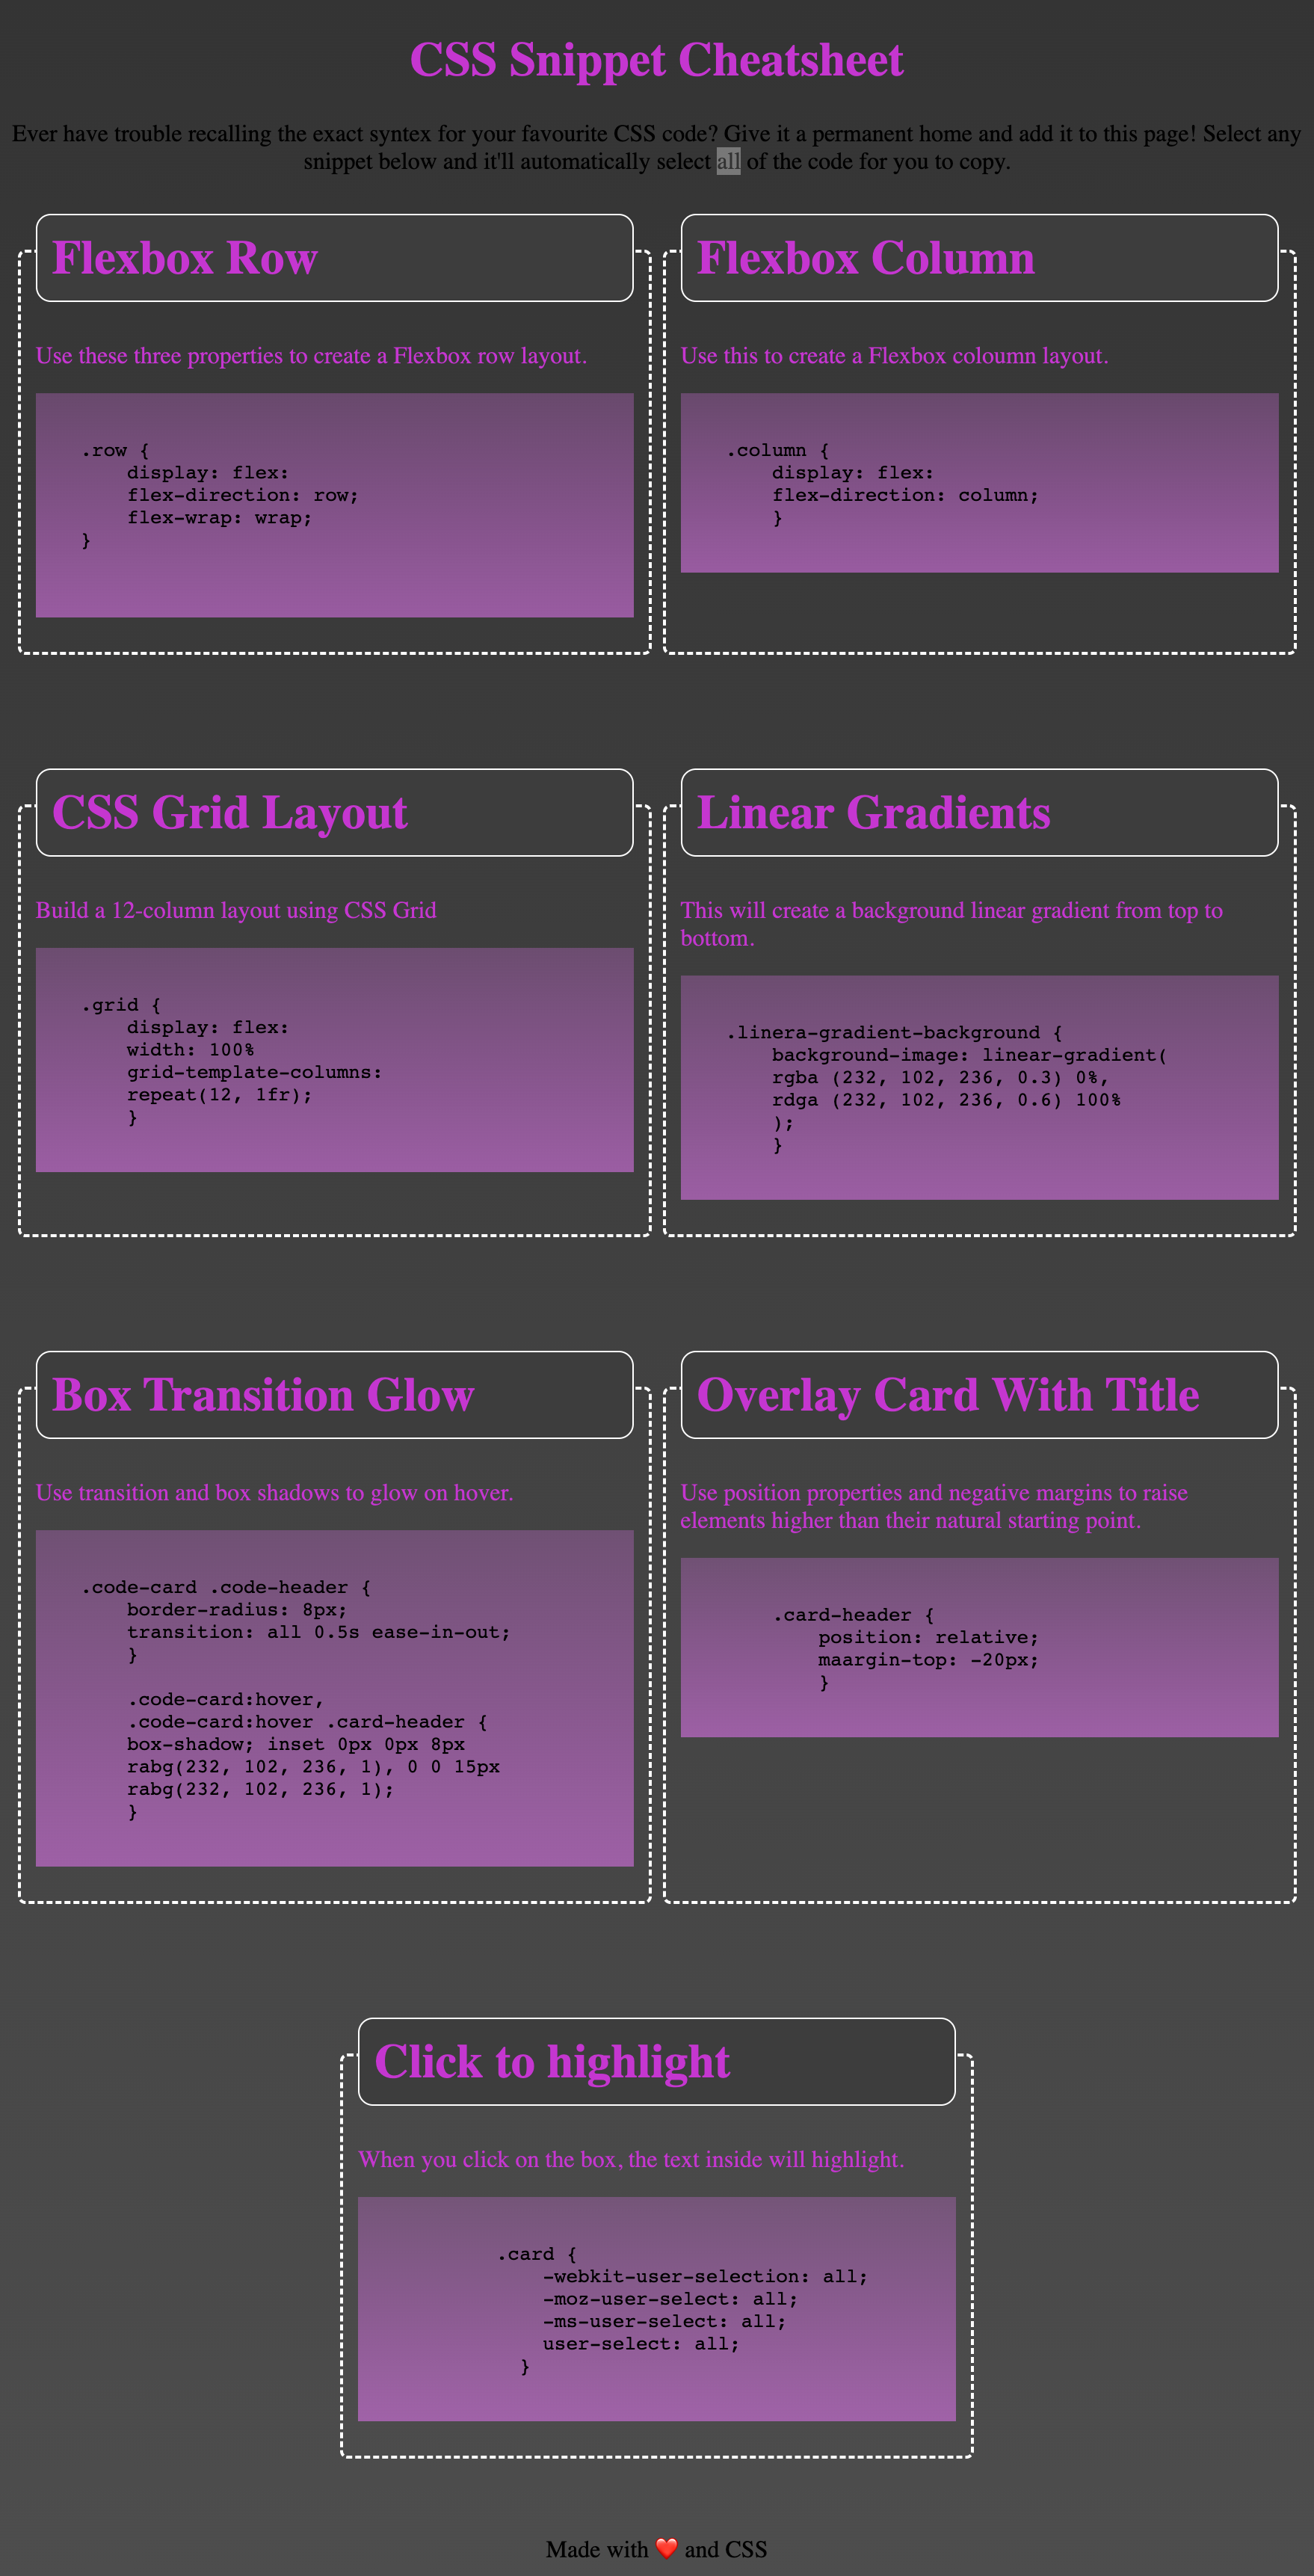 CSS Snippet Cheatsheet
Ever have trouble recalling the exact syntex for your favourite CSS code? Give it a permanent home and add it to this page! Select any
snippet below and it'll automatically select all of the code for you to copy.
Flexbox Row
Use these three properties to create a Flexbox row layout.
.row {
display: flex:
flex-direction: row;
flex-wrap: wrap;
}
Flexbox Column
Use this to create a Flexbox coloumn layout.
.column {
display: flex:
flex-direction: column;
}
CSS Grid Layout
Build a 12-column layout using CSS Grid
.grid {
display: flex:
width: 100%
grid-template-columns:
repeat(12, 1fr);
}
Linear Gradients
This will create a background linear gradient from top to
bottom.
.linera-gradient-background {
background-image: linear-gradient(
rgba (232, 102, 236, 0.3) 0%,
rdga (232, 102, 236, 0.6) 100%
);
}
Box Transition Glow
Use transition and box shadows to glow on hover.
.code-card .code-header {
border-radius: 8px;
transition: all 0.5s ease-in-out;
}
.code-card:hover,
.code-card:hover .card-header {
box-shadow; inset 0px 0px 8px
rabg(232, 102, 236, 1), 0 0 15px
rabg(232, 102, 236, 1);
}
Overlay Card With Title
Use position properties and negative margins to raise
elements higher than their natural starting point.
.card-header {
position: relative;
maargin-top: -20px;
}
Click to highlight
When you click on the box, the text inside will highlight.
.card {
-webkit-user-selection: all;
-moz-user-select: all;
-ms-user-select: all;
user-select: all;
}
Made with ❤️ and CSS